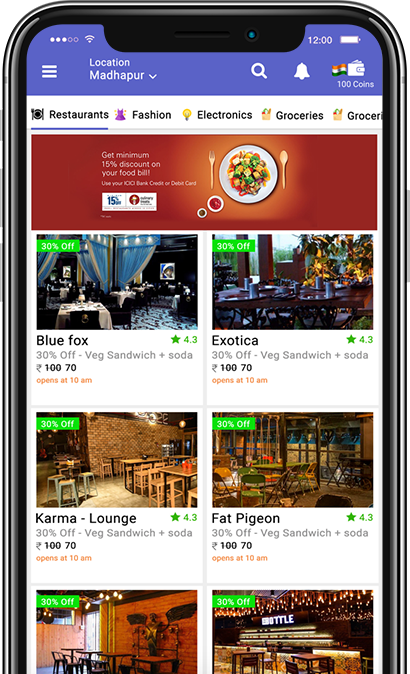 12:00
Location
Madhapur
100 Coins
Restaurants Fashion Electronics Groceries Groceri
Get minimum
15% discount on
your food bill!
Use your ICICI Bank Credit or Debit Card
15%
culinary
treats
30% Off
30% Off
Blue fox 4.3
30% Off - Veg Sandwich + soda
₹ 100 70
opens at 10 am
Exotica 4.3
30% Off - Veg Sandwich + soda
₹ 100 70
opens at 10 am
30% Off
30% Off
Karma - Lounge 4.3
30% Off - Veg Sandwich + soda
₹ 100 70
opens at 10 am
Fat Pigeon 4.3
30% Off - Veg Sandwich + soda
₹ 100 70
opens at 10 am
30% Off
30% Off
OTTLE